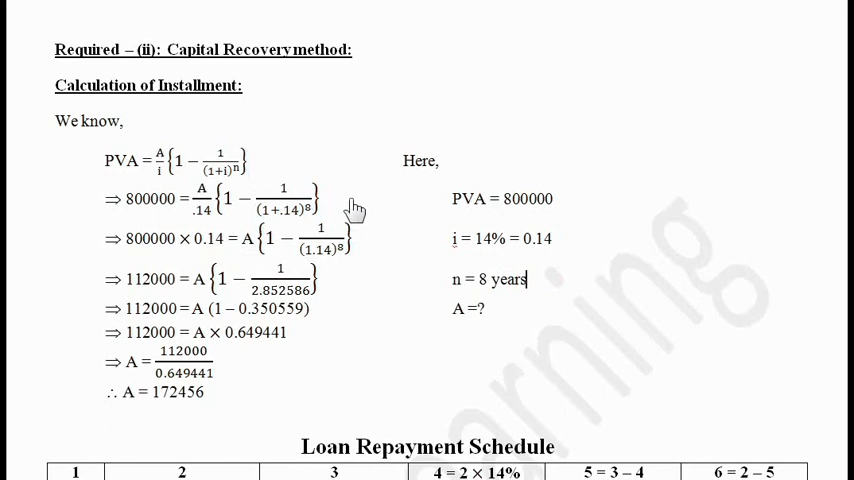 Required – (ii): Capital Recovery method:
Calculation of Installment:
We know,
PVA = A/i {1 − 1/(1+i)ⁿ} Here,
⇒ 800000 = A/.14 {1 − 1/(1+.14)⁸} PVA = 800000
⇒ 800000 × 0.14 = A {1 − 1/(1.14)⁸} i = 14% = 0.14
⇒ 112000 = A {1 − 1/2.852586} n = 8 years
⇒ 112000 = A (1 – 0.350559) A =?
⇒ 112000 = A × 0.649441
⇒ A = 112000/0.649441
∴ A = 172456
Loan Repayment Schedule
1 2 3 4 = 2 × 14% 5 = 3 – 4 6 = 2 – 5